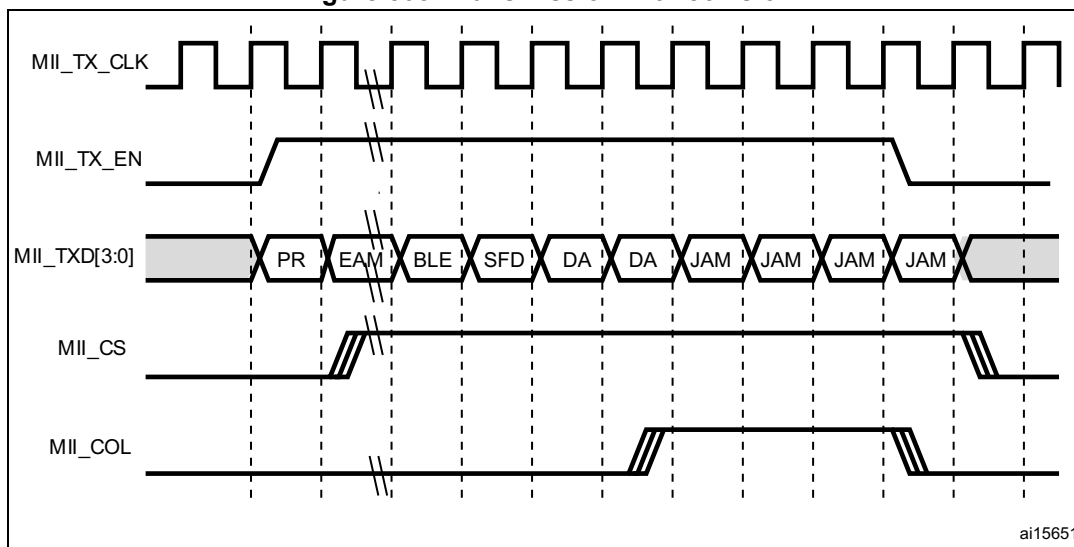 MII_TX_CLK
MII_TX_EN
MII_TXD[3:0]
PR EAM BLE SFD DA DA JAM JAM JAM JAM
MII_CS
MII_COL
ai15651